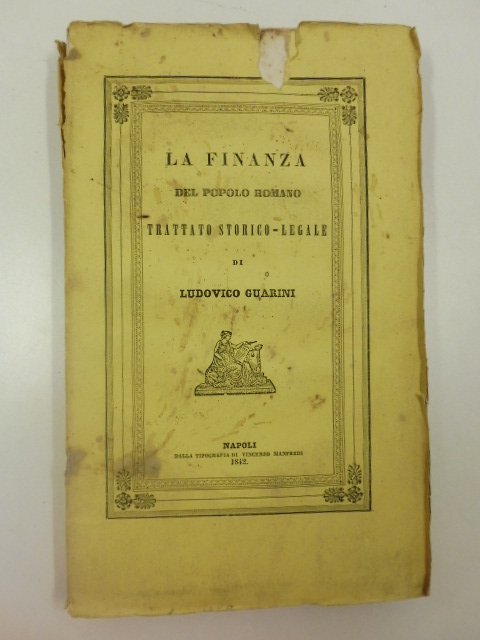 LA FINANZA
DEL POPOLO ROMANO
TRATTATO STORICO-LEGALE
DI
LUDOVICO GUARINI
NAPOLI
DALLA TIPOGRAFIA DI VINCENZO MANFREDI
1842.